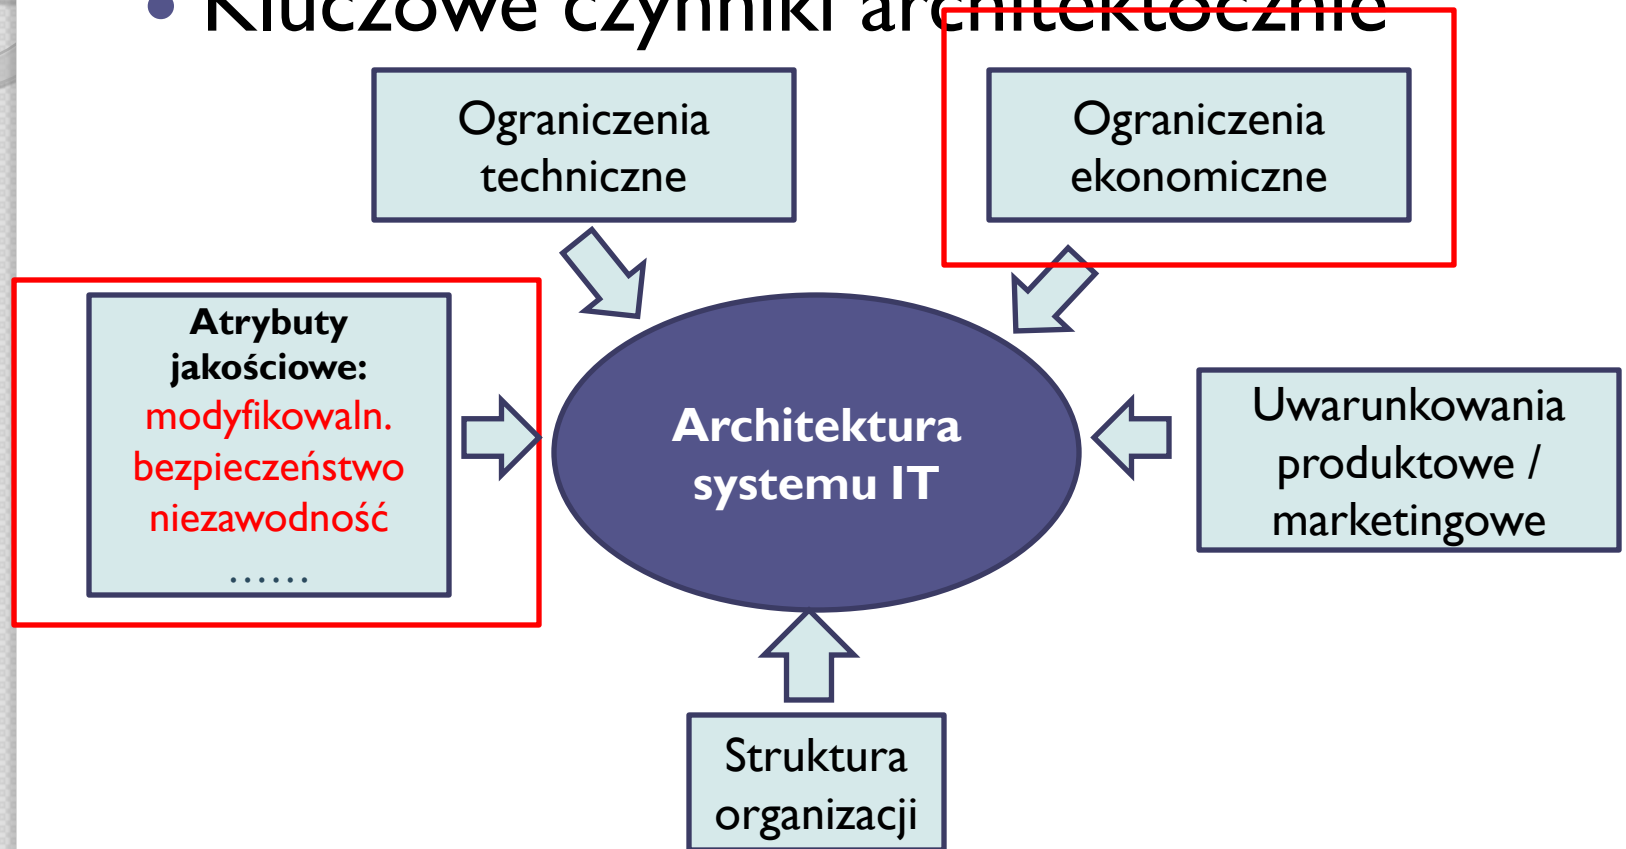 • Kluczowe czynniki architektocznie
Ograniczenia
techniczne
Ograniczenia
ekonomiczne
Atrybuty
jakościowe:
modyfikowaln.
bezpieczeństwo
niezawodność
......
Architektura
systemu IT
Uwarunkowania
produktowe /
marketingowe
Struktura
organizacji